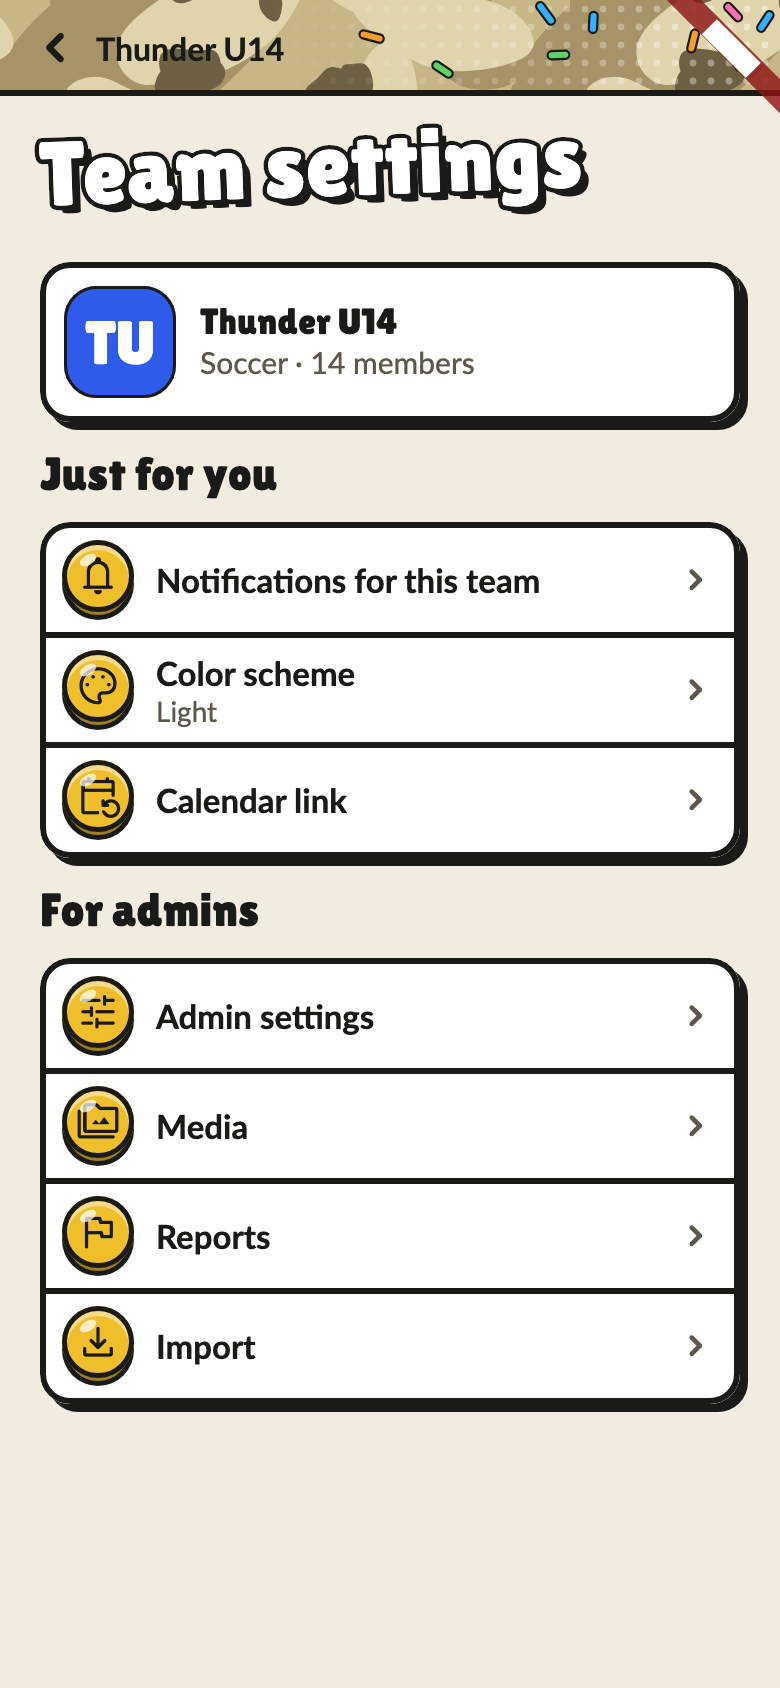 Thunder U14
Team settings
TU
Thunder U14
Soccer · 14 members
Just for you
Notifications for this team
Color scheme
Light
Calendar link
For admins
Admin settings
Media
Reports
Import